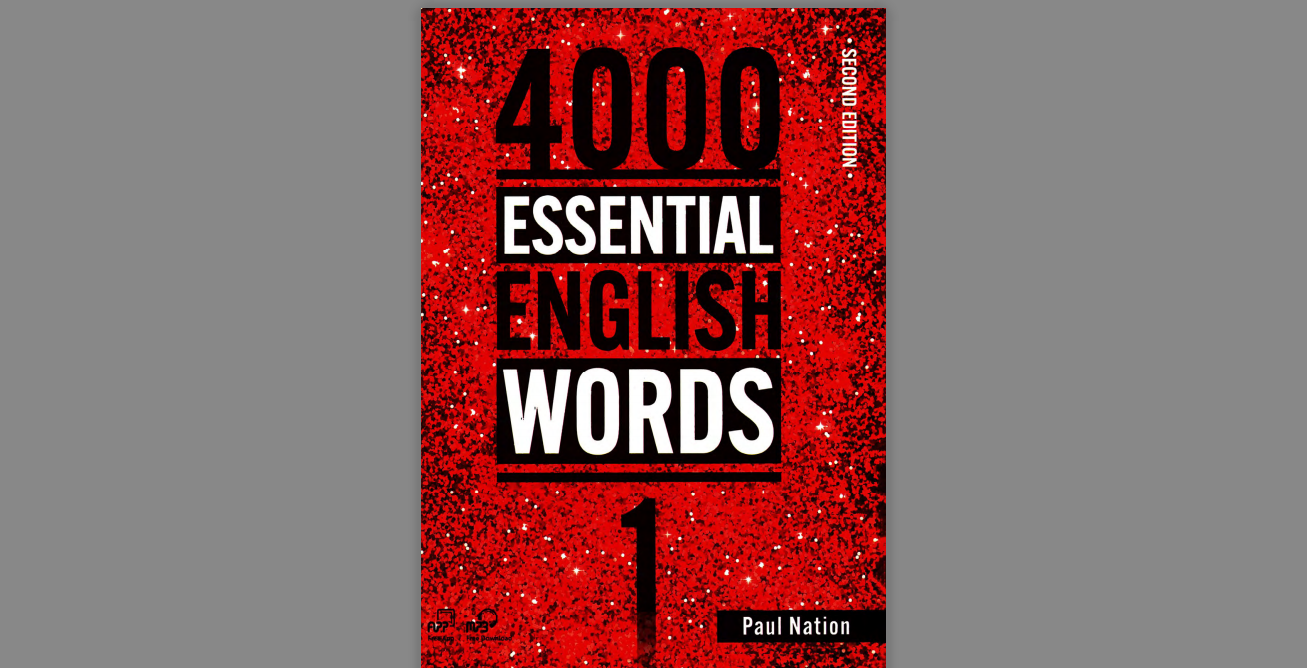 4000
ESSENTIAL
ENGLISH
WORDS
1
• SECOND EDITION •
Paul Nation